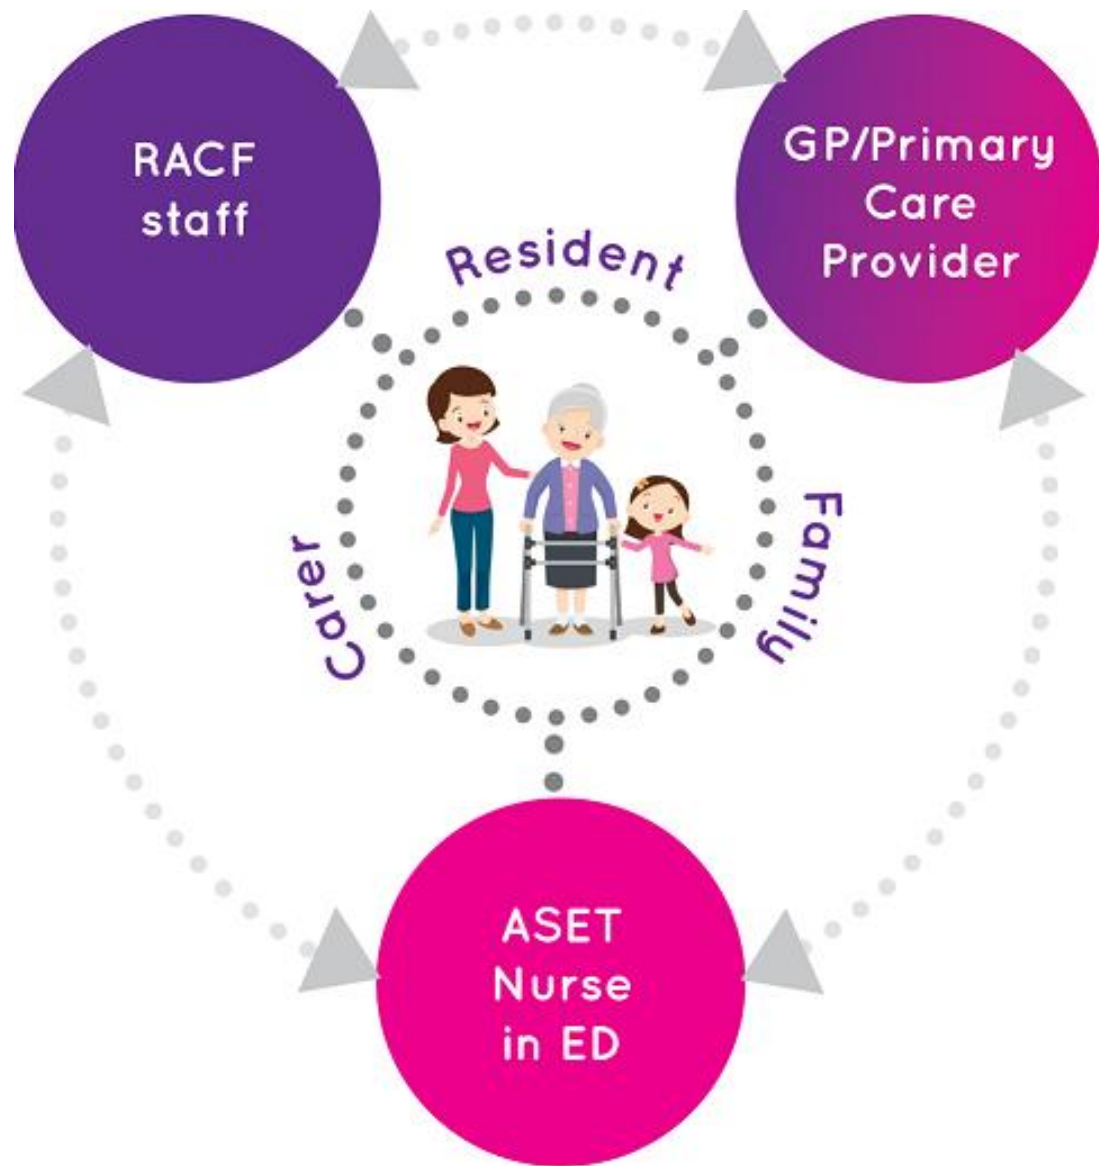 RACF
staff
GP/Primary
Care
Provider
Resident
Carer
Family
ASET
Nurse
in ED